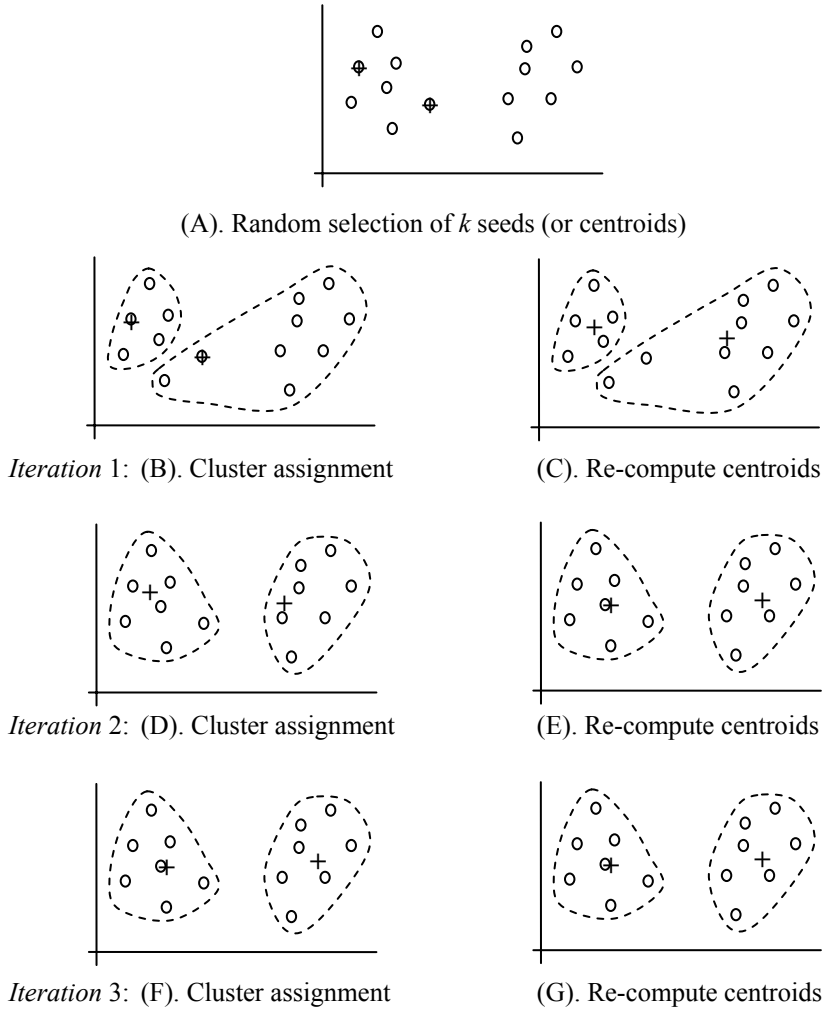 (A). Random selection of k seeds (or centroids)
Iteration 1: (B). Cluster assignment
(C). Re-compute centroids
Iteration 2: (D). Cluster assignment
(E). Re-compute centroids
Iteration 3: (F). Cluster assignment
(G). Re-compute centroids